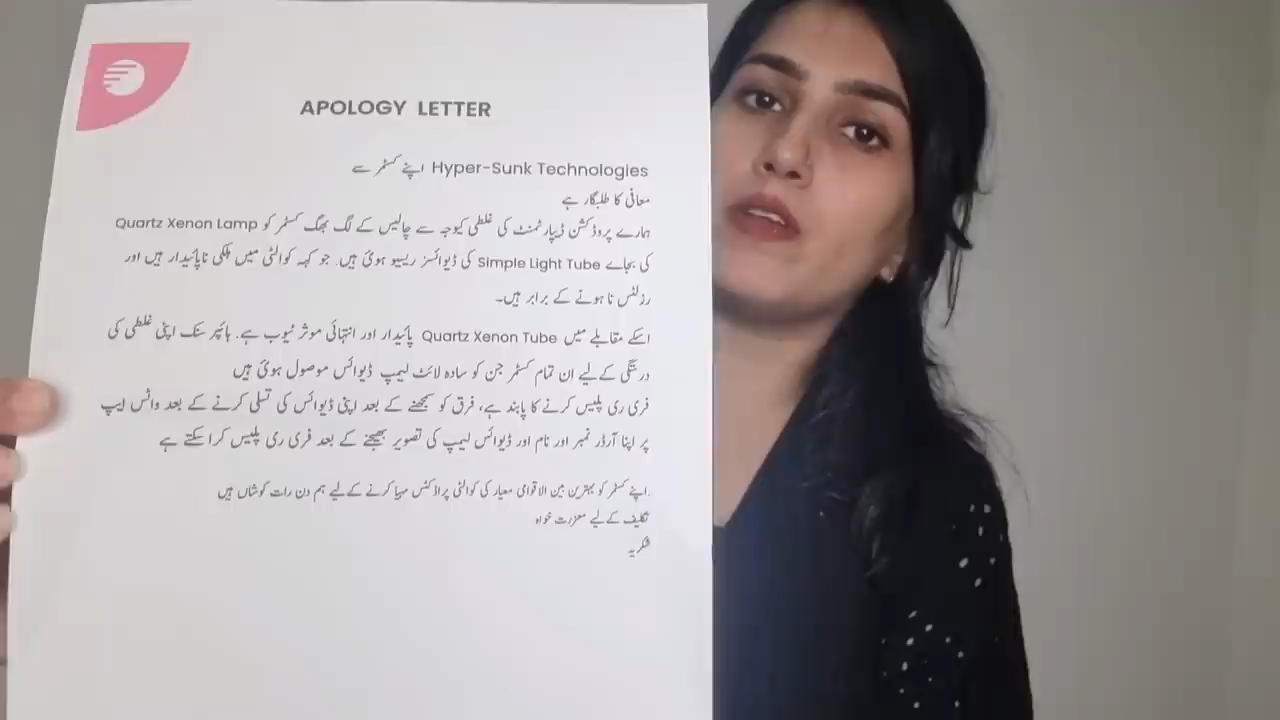 APOLOGY LETTER
Hyper-Sunk Technologies اپنے کسٹمر سے
معافی کا طلبگار ہے
ہمارے پروڈکشن ڈیپارٹمنٹ کی غلطی کیوجہ سے چالیس کے لگ بھگ کسٹمر کو Quartz Xenon Lamp
کی بجائے Simple Light Tube کی ڈیوائسز ریسیو ہوئ ہیں. جو کہہ کوالٹی میں ہلکی ناپائیدار ہیں اور
رزلٹس نا ہونے کے برابر ہیں۔
اسکے مقابلے میں Quartz Xenon Tube پائیدار اور انتہائی موثر ٹیوب ہے. ہائپر سنک اپنی غلطی کی
درستگی کے لیے ان تمام کسٹمر جن کو سادہ لائٹ لیمپ ڈیوائس موصول ہوئ ہیں
فری ری پلیس کرنے کا پابند ہے، فرق کو سمجھنے کے بعد اپنی ڈیوائس کی تسلی کرنے کے بعد واٹس ایپ
پر اپنا آرڈر نمبر اور نام اور ڈیوائس لیمپ کی تصویر بھیجنے کے بعد فری ری پلیس کرا سکتے ہے
.اپنے کسٹمر کو بہترین بین الاقوامی معیار کی کوالٹی پراڈکٹس مہیا کرنے کے لیے ہم دن رات کوشاں ہیں
تکلیف کے لیے معزرت خواہ
شکریہ